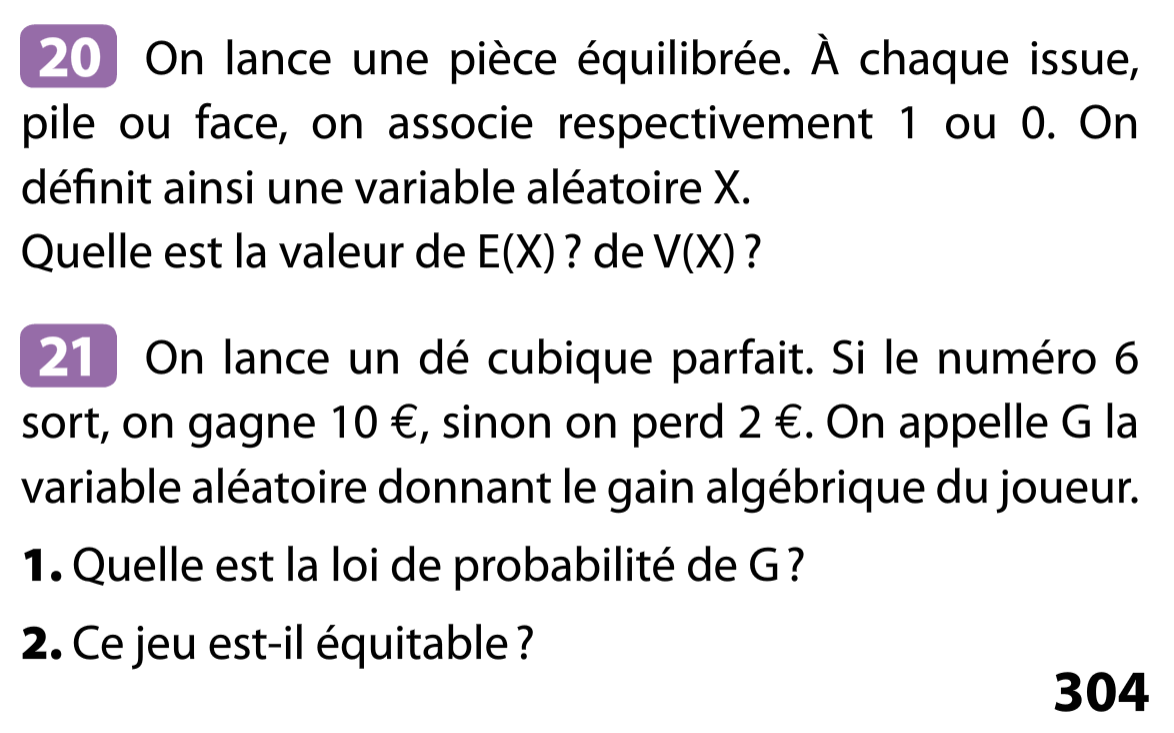 20 On lance une pièce équilibrée. À chaque issue,
pile ou face, on associe respectivement 1 ou 0. On
définit ainsi une variable aléatoire X.
Quelle est la valeur de E(X) ? de V(X) ?
21 On lance un dé cubique parfait. Si le numéro 6
sort, on gagne 10 €, sinon on perd 2 €. On appelle G la
variable aléatoire donnant le gain algébrique du joueur.
1. Quelle est la loi de probabilité de G ?
2. Ce jeu est-il équitable ?
304